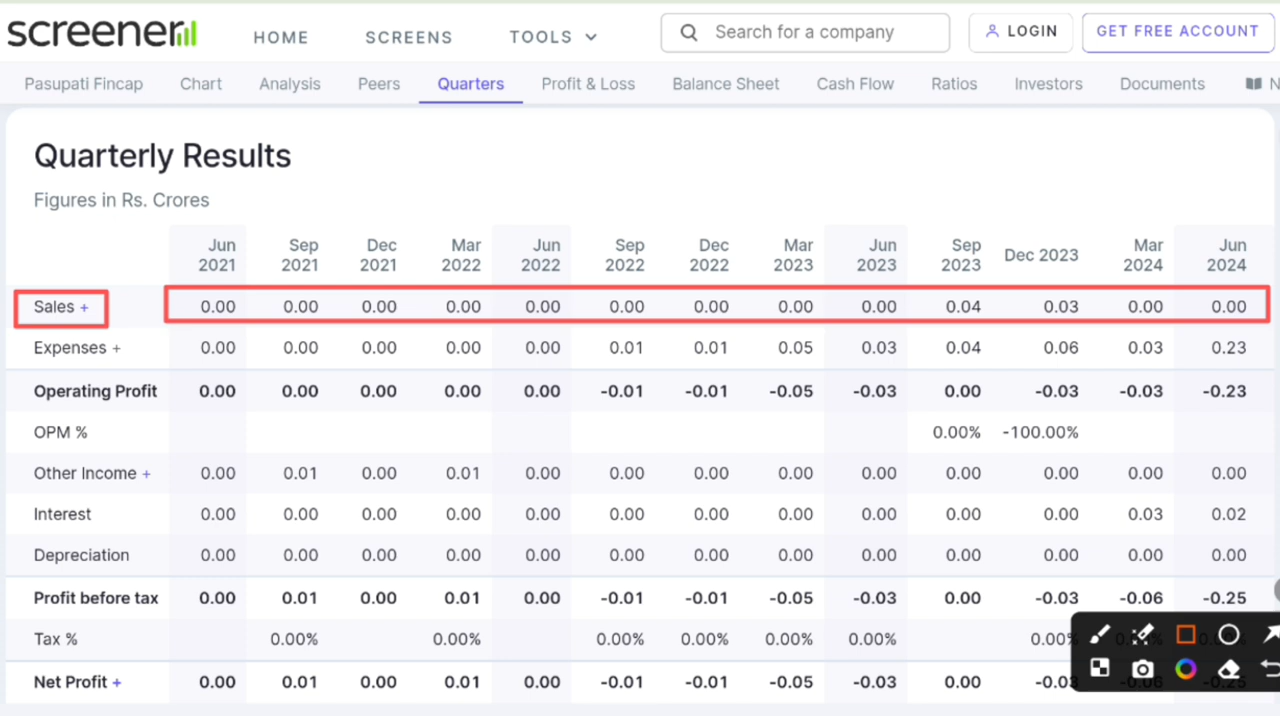 screener HOME SCREENS TOOLS Search for a company LOGIN GET FREE ACCOUNT
Pasupati Fincap Chart Analysis Peers Quarters Profit & Loss Balance Sheet Cash Flow Ratios Investors Documents N
Quarterly Results
Figures in Rs. Crores
Jun 2021 Sep 2021 Dec 2021 Mar 2022 Jun 2022 Sep 2022 Dec 2022 Mar 2023 Jun 2023 Sep 2023 Dec 2023 Mar 2024 Jun 2024
Sales + 0.00 0.00 0.00 0.00 0.00 0.00 0.00 0.00 0.00 0.04 0.03 0.00 0.00
Expenses + 0.00 0.00 0.00 0.00 0.00 0.01 0.01 0.05 0.03 0.04 0.06 0.03 0.23
Operating Profit 0.00 0.00 0.00 0.00 0.00 -0.01 -0.01 -0.05 -0.03 0.00 -0.03 -0.03 -0.23
OPM % 0.00% -100.00%
Other Income + 0.00 0.01 0.00 0.01 0.00 0.00 0.00 0.00 0.00 0.00 0.00 0.00 0.00
Interest 0.00 0.00 0.00 0.00 0.00 0.00 0.00 0.00 0.00 0.00 0.00 0.03 0.02
Depreciation 0.00 0.00 0.00 0.00 0.00 0.00 0.00 0.00 0.00 0.00 0.00 0.00 0.00
Profit before tax 0.00 0.01 0.00 0.01 0.00 -0.01 -0.01 -0.05 -0.03 0.00 -0.03 -0.06 -0.25
Tax % 0.00% 0.00% 0.00% 0.00% 0.00% 0.00% 0.00%
Net Profit + 0.00 0.01 0.00 0.01 0.00 -0.01 -0.01 -0.05 -0.03 0.00 -0.03 -0.06 -0.25